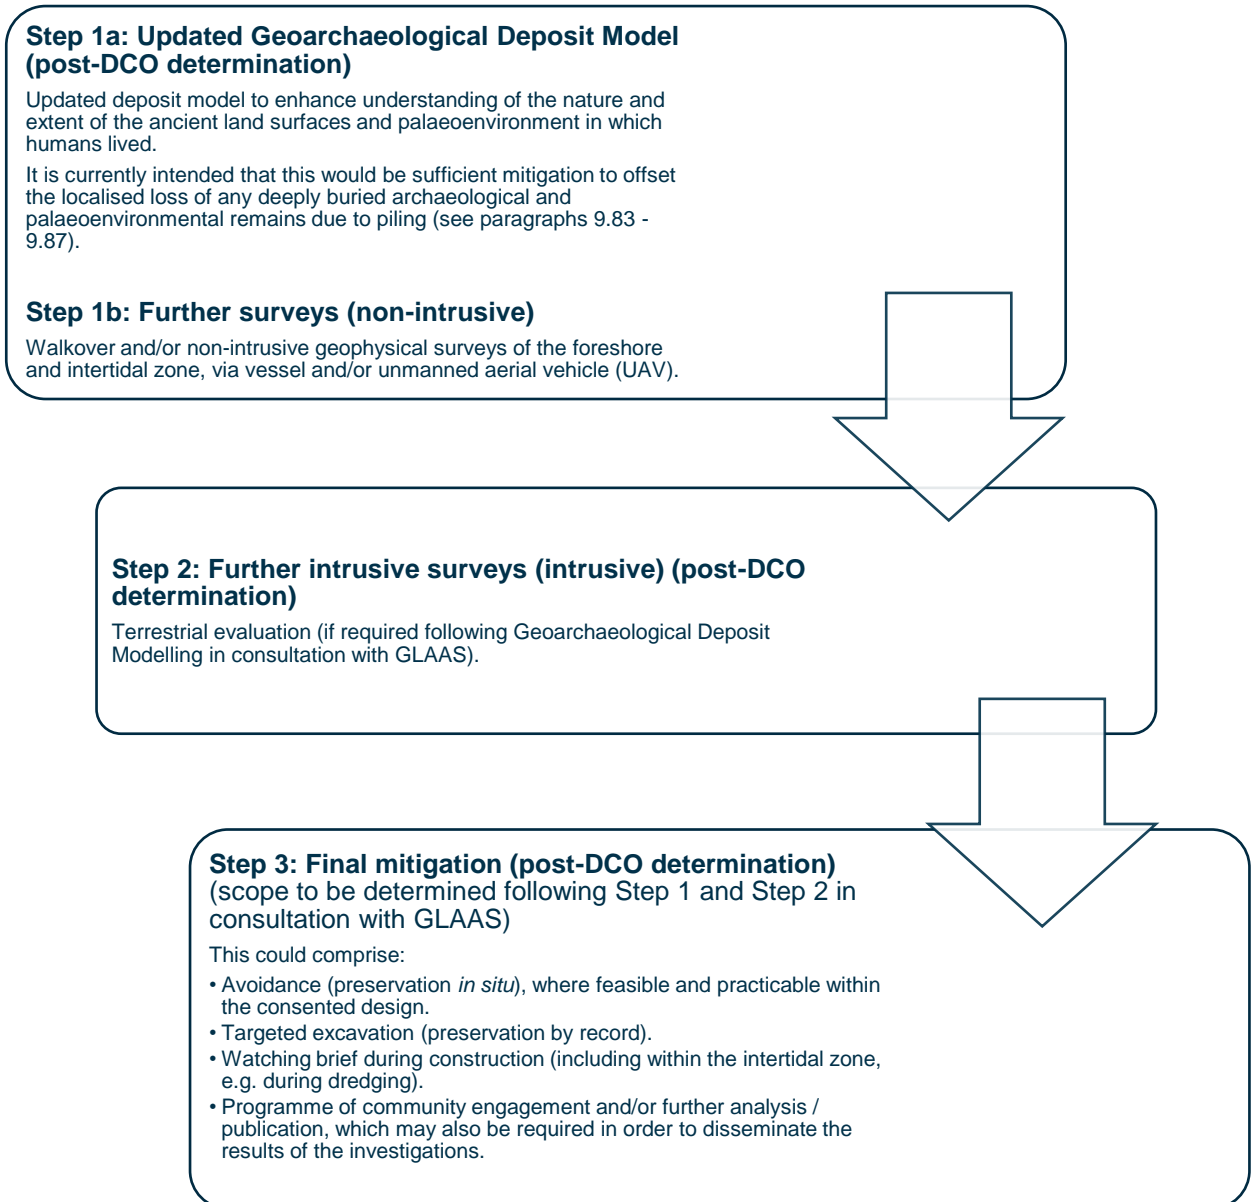 Step 1a: Updated Geoarchaeological Deposit Model
(post-DCO determination)
Updated deposit model to enhance understanding of the nature and
extent of the ancient land surfaces and palaeoenvironment in which
humans lived.
It is currently intended that this would be sufficient mitigation to offset
the localised loss of any deeply buried archaeological and
palaeoenvironmental remains due to piling (see paragraphs 9.83 -
9.87).
Step 1b: Further surveys (non-intrusive)
Walkover and/or non-intrusive geophysical surveys of the foreshore
and intertidal zone, via vessel and/or unmanned aerial vehicle (UAV).
Step 2: Further intrusive surveys (intrusive) (post-DCO
determination)
Terrestrial evaluation (if required following Geoarchaeological Deposit
Modelling in consultation with GLAAS).
Step 3: Final mitigation (post-DCO determination)
(scope to be determined following Step 1 and Step 2 in
consultation with GLAAS)
This could comprise:
• Avoidance (preservation in situ), where feasible and practicable within
the consented design.
• Targeted excavation (preservation by record).
• Watching brief during construction (including within the intertidal zone,
e.g. during dredging).
• Programme of community engagement and/or further analysis /
publication, which may also be required in order to disseminate the
results of the investigations.